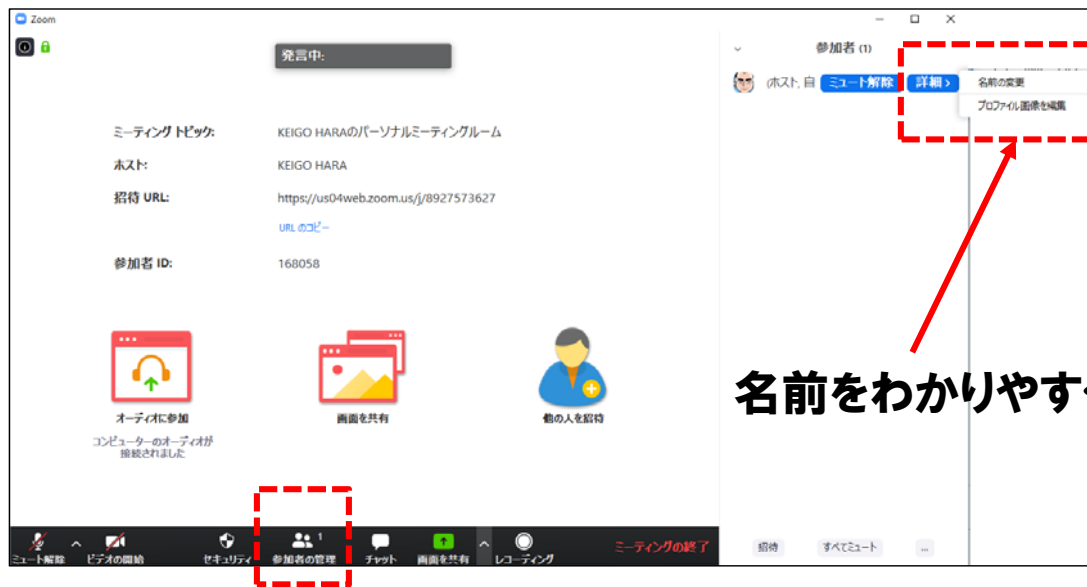 Zoom
発言中:
参加者 (1)
(ホスト, 自
ミュート解除
詳細 >
名前の変更
プロファイル画像を編集
ミーティング トピック:
KEIGO HARAのパーソナルミーティングルーム
ホスト:
KEIGO HARA
招待 URL:
https://us04web.zoom.us/j/8927573627
URL のコピー
参加者 ID:
168058
オーディオに参加
コンピューターのオーディオが
接続されました
画面を共有
他の人を招待
名前をわかりやす
ミュート解除
ビデオの開始
セキュリティ
参加者の管理
1
チャット
画面を共有
レコーディング
ミーティングの終了
招待
すべてミュート
...